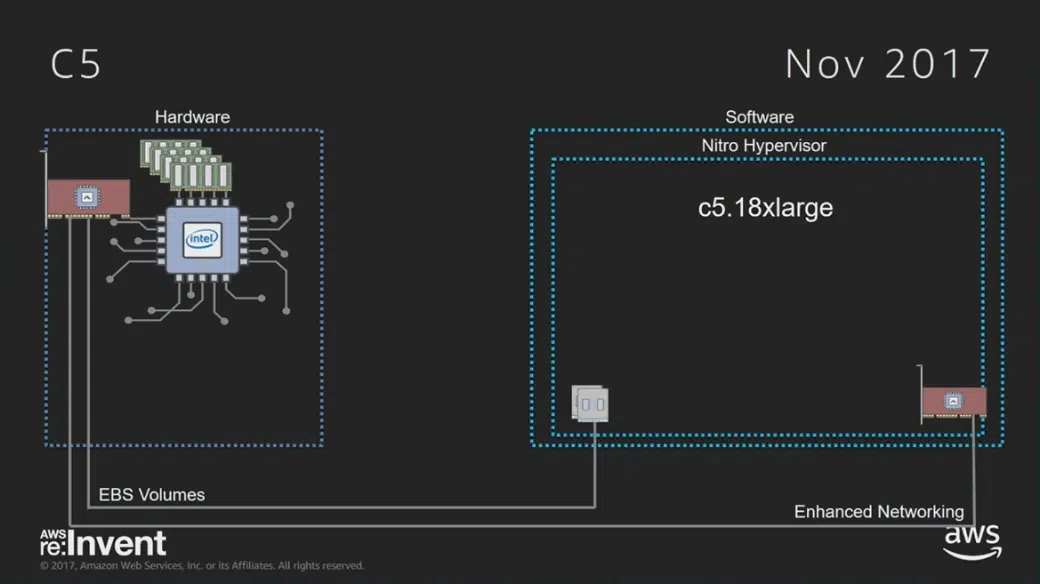 C5
Nov 2017
Hardware
Software
Nitro Hypervisor
c5.18xlarge
intel
EBS Volumes
Enhanced Networking
AWS
re:Invent
aws
© 2017, Amazon Web Services, Inc. or its Affiliates. All rights reserved.